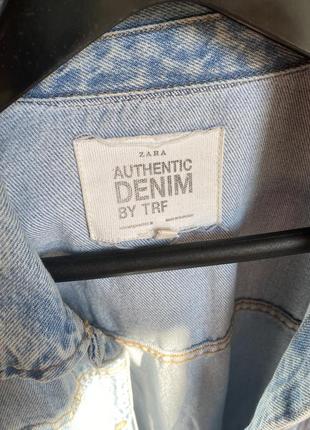 ZARA
AUTHENTIC
DENIM
BY TRF